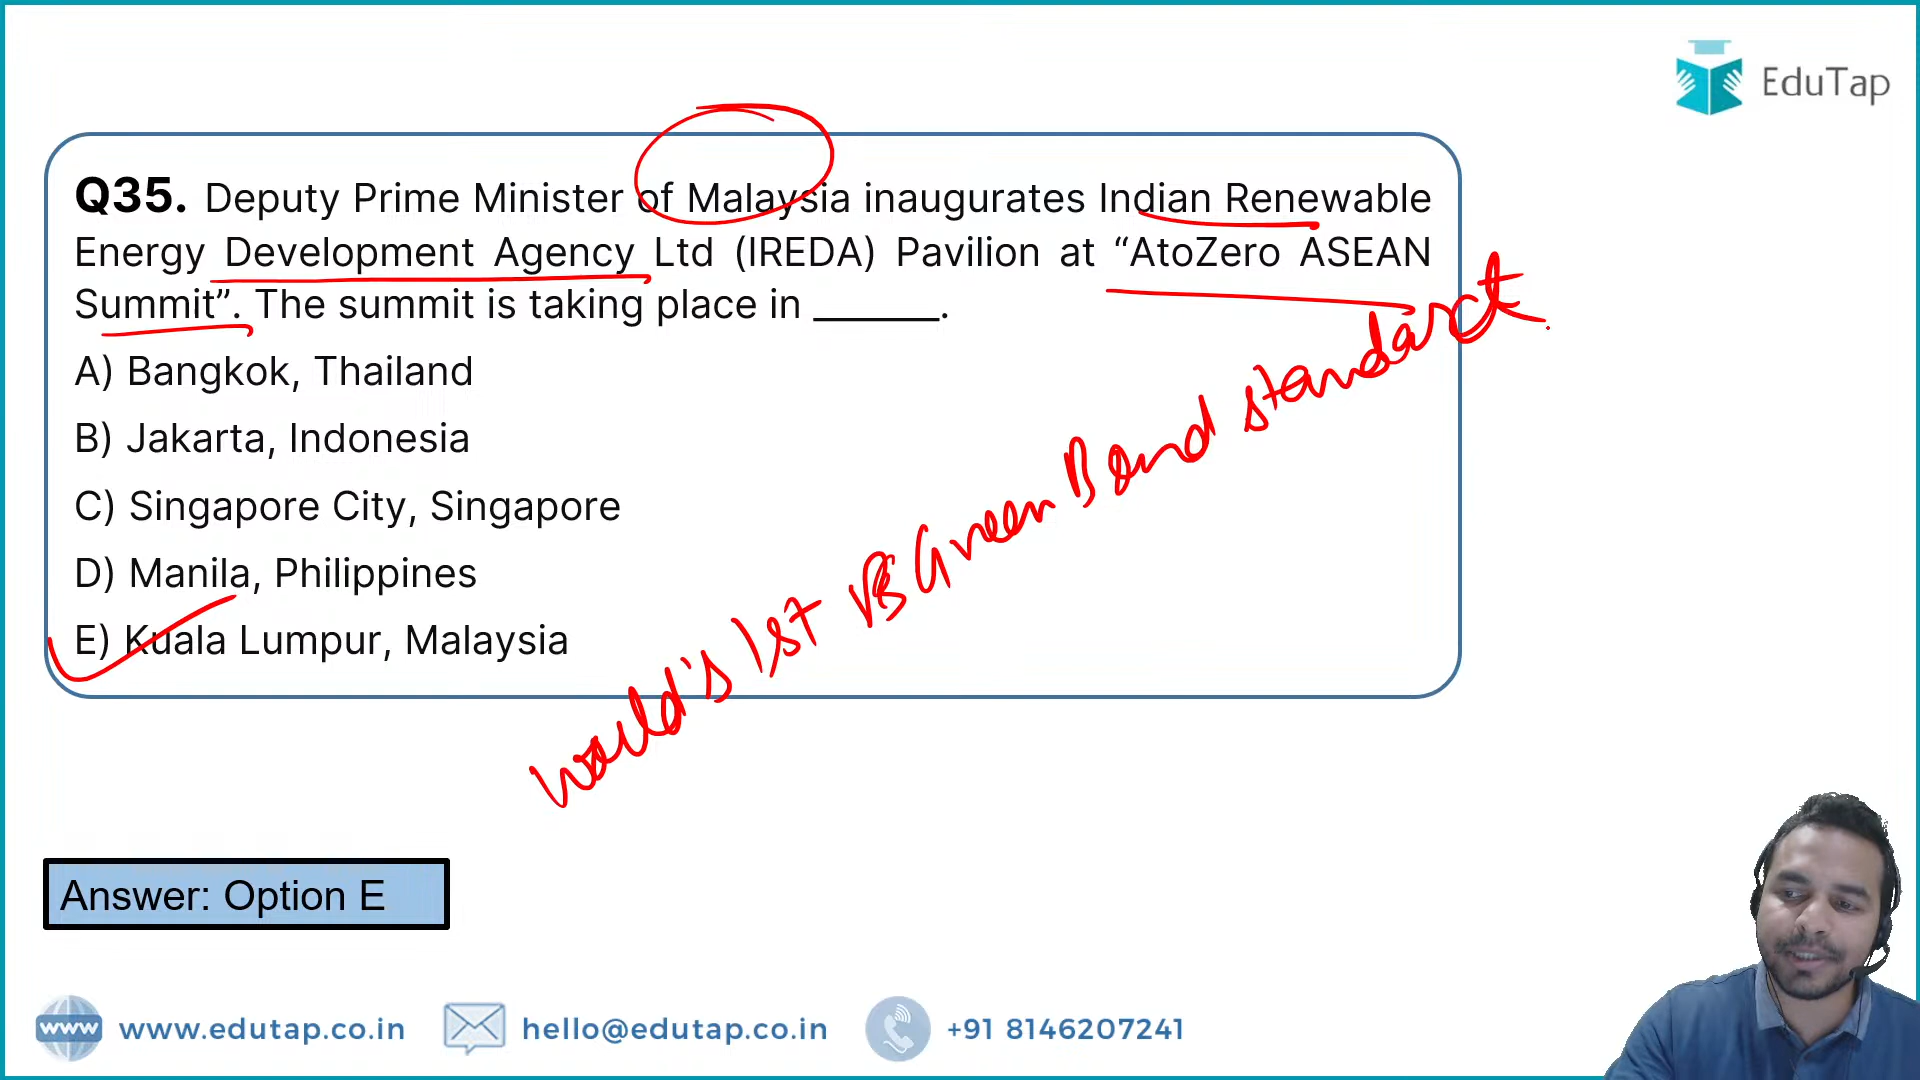 EduTap
Q35. Deputy Prime Minister of Malaysia inaugurates Indian Renewable
Energy Development Agency Ltd (IREDA) Pavilion at “AtoZero ASEAN
Summit”. The summit is taking place in ______.
A) Bangkok, Thailand
B) Jakarta, Indonesia
C) Singapore City, Singapore
D) Manila, Philippines
E) Kuala Lumpur, Malaysia
world's 1st Green Bond standard
Answer: Option E
www www.edutap.co.in hello@edutap.co.in +91 8146207241